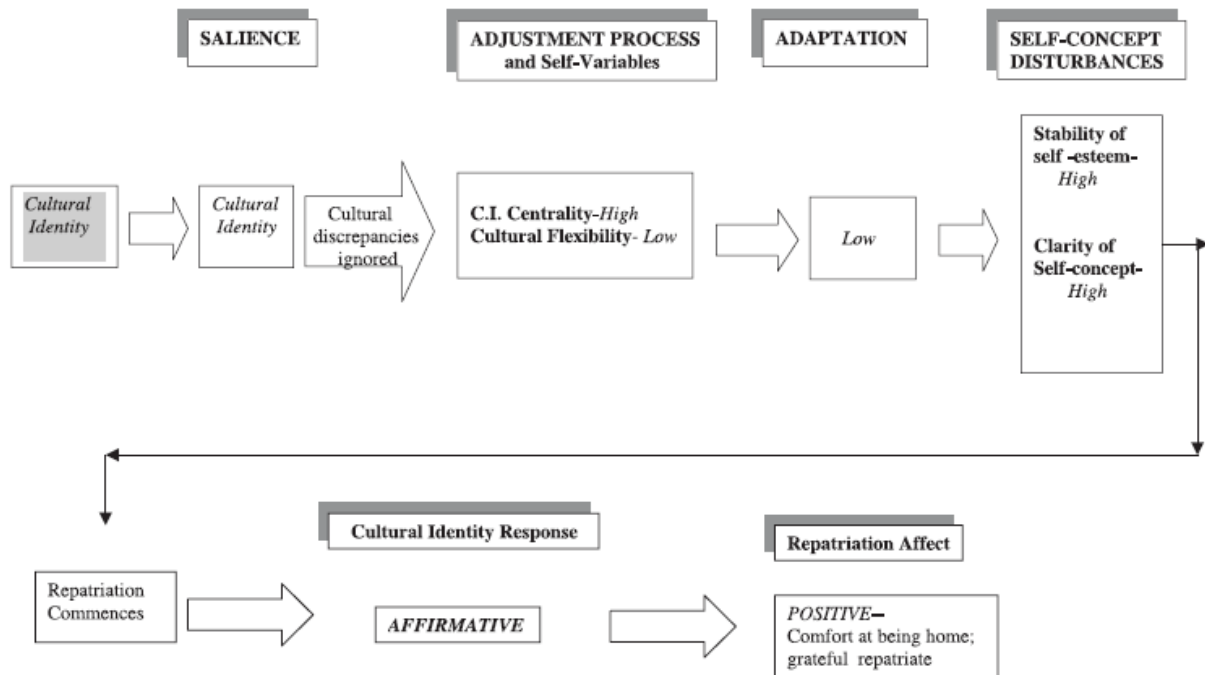 SALIENCE
ADJUSTMENT PROCESS
and Self-Variables
ADAPTATION
SELF-CONCEPT
DISTURBANCES
Cultural
Identity
Cultural
Identity
Cultural
discrepancies
ignored
C.I. Centrality-High
Cultural Flexibility- Low
Low
Stability of
self -esteem-
High
Clarity of
Self-concept-
High
Cultural Identity Response
Repatriation Affect
Repatriation
Commences
AFFIRMATIVE
POSITIVE–
Comfort at being home;
grateful repatriate